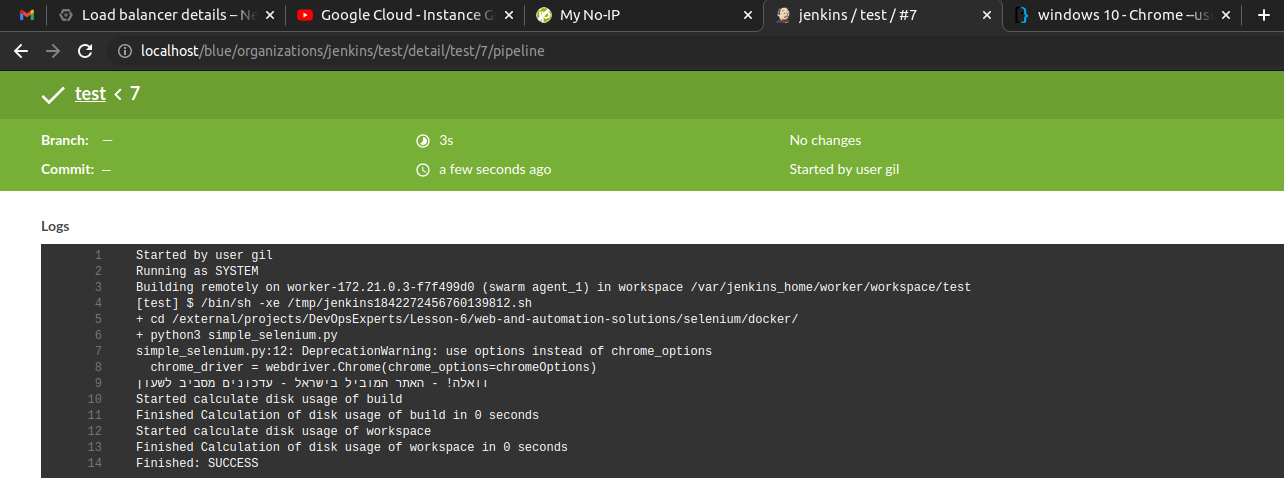 Load balancer details – Ne
Google Cloud - Instance G
My No-IP
jenkins / test / #7
windows 10 - Chrome --us
localhost/blue/organizations/jenkins/test/detail/test/7/pipeline
test < 7
Branch: —
3s
No changes
Commit: —
a few seconds ago
Started by user gil
Logs
1 Started by user gil
2 Running as SYSTEM
3 Building remotely on worker-172.21.0.3-f7f499d0 (swarm agent_1) in workspace /var/jenkins_home/worker/workspace/test
4 [test] $ /bin/sh -xe /tmp/jenkins1842272456760139812.sh
5 + cd /external/projects/DevOpsExperts/Lesson-6/web-and-automation-solutions/selenium/docker/
6 + python3 simple_selenium.py
7 simple_selenium.py:12: DeprecationWarning: use options instead of chrome_options
8 chrome_driver = webdriver.Chrome(chrome_options=chromeOptions)
9 וואלה! - האתר המוביל בישראל - עדכונים מסביב לשעון
10 Started calculate disk usage of build
11 Finished Calculation of disk usage of build in 0 seconds
12 Started calculate disk usage of workspace
13 Finished Calculation of disk usage of workspace in 0 seconds
14 Finished: SUCCESS